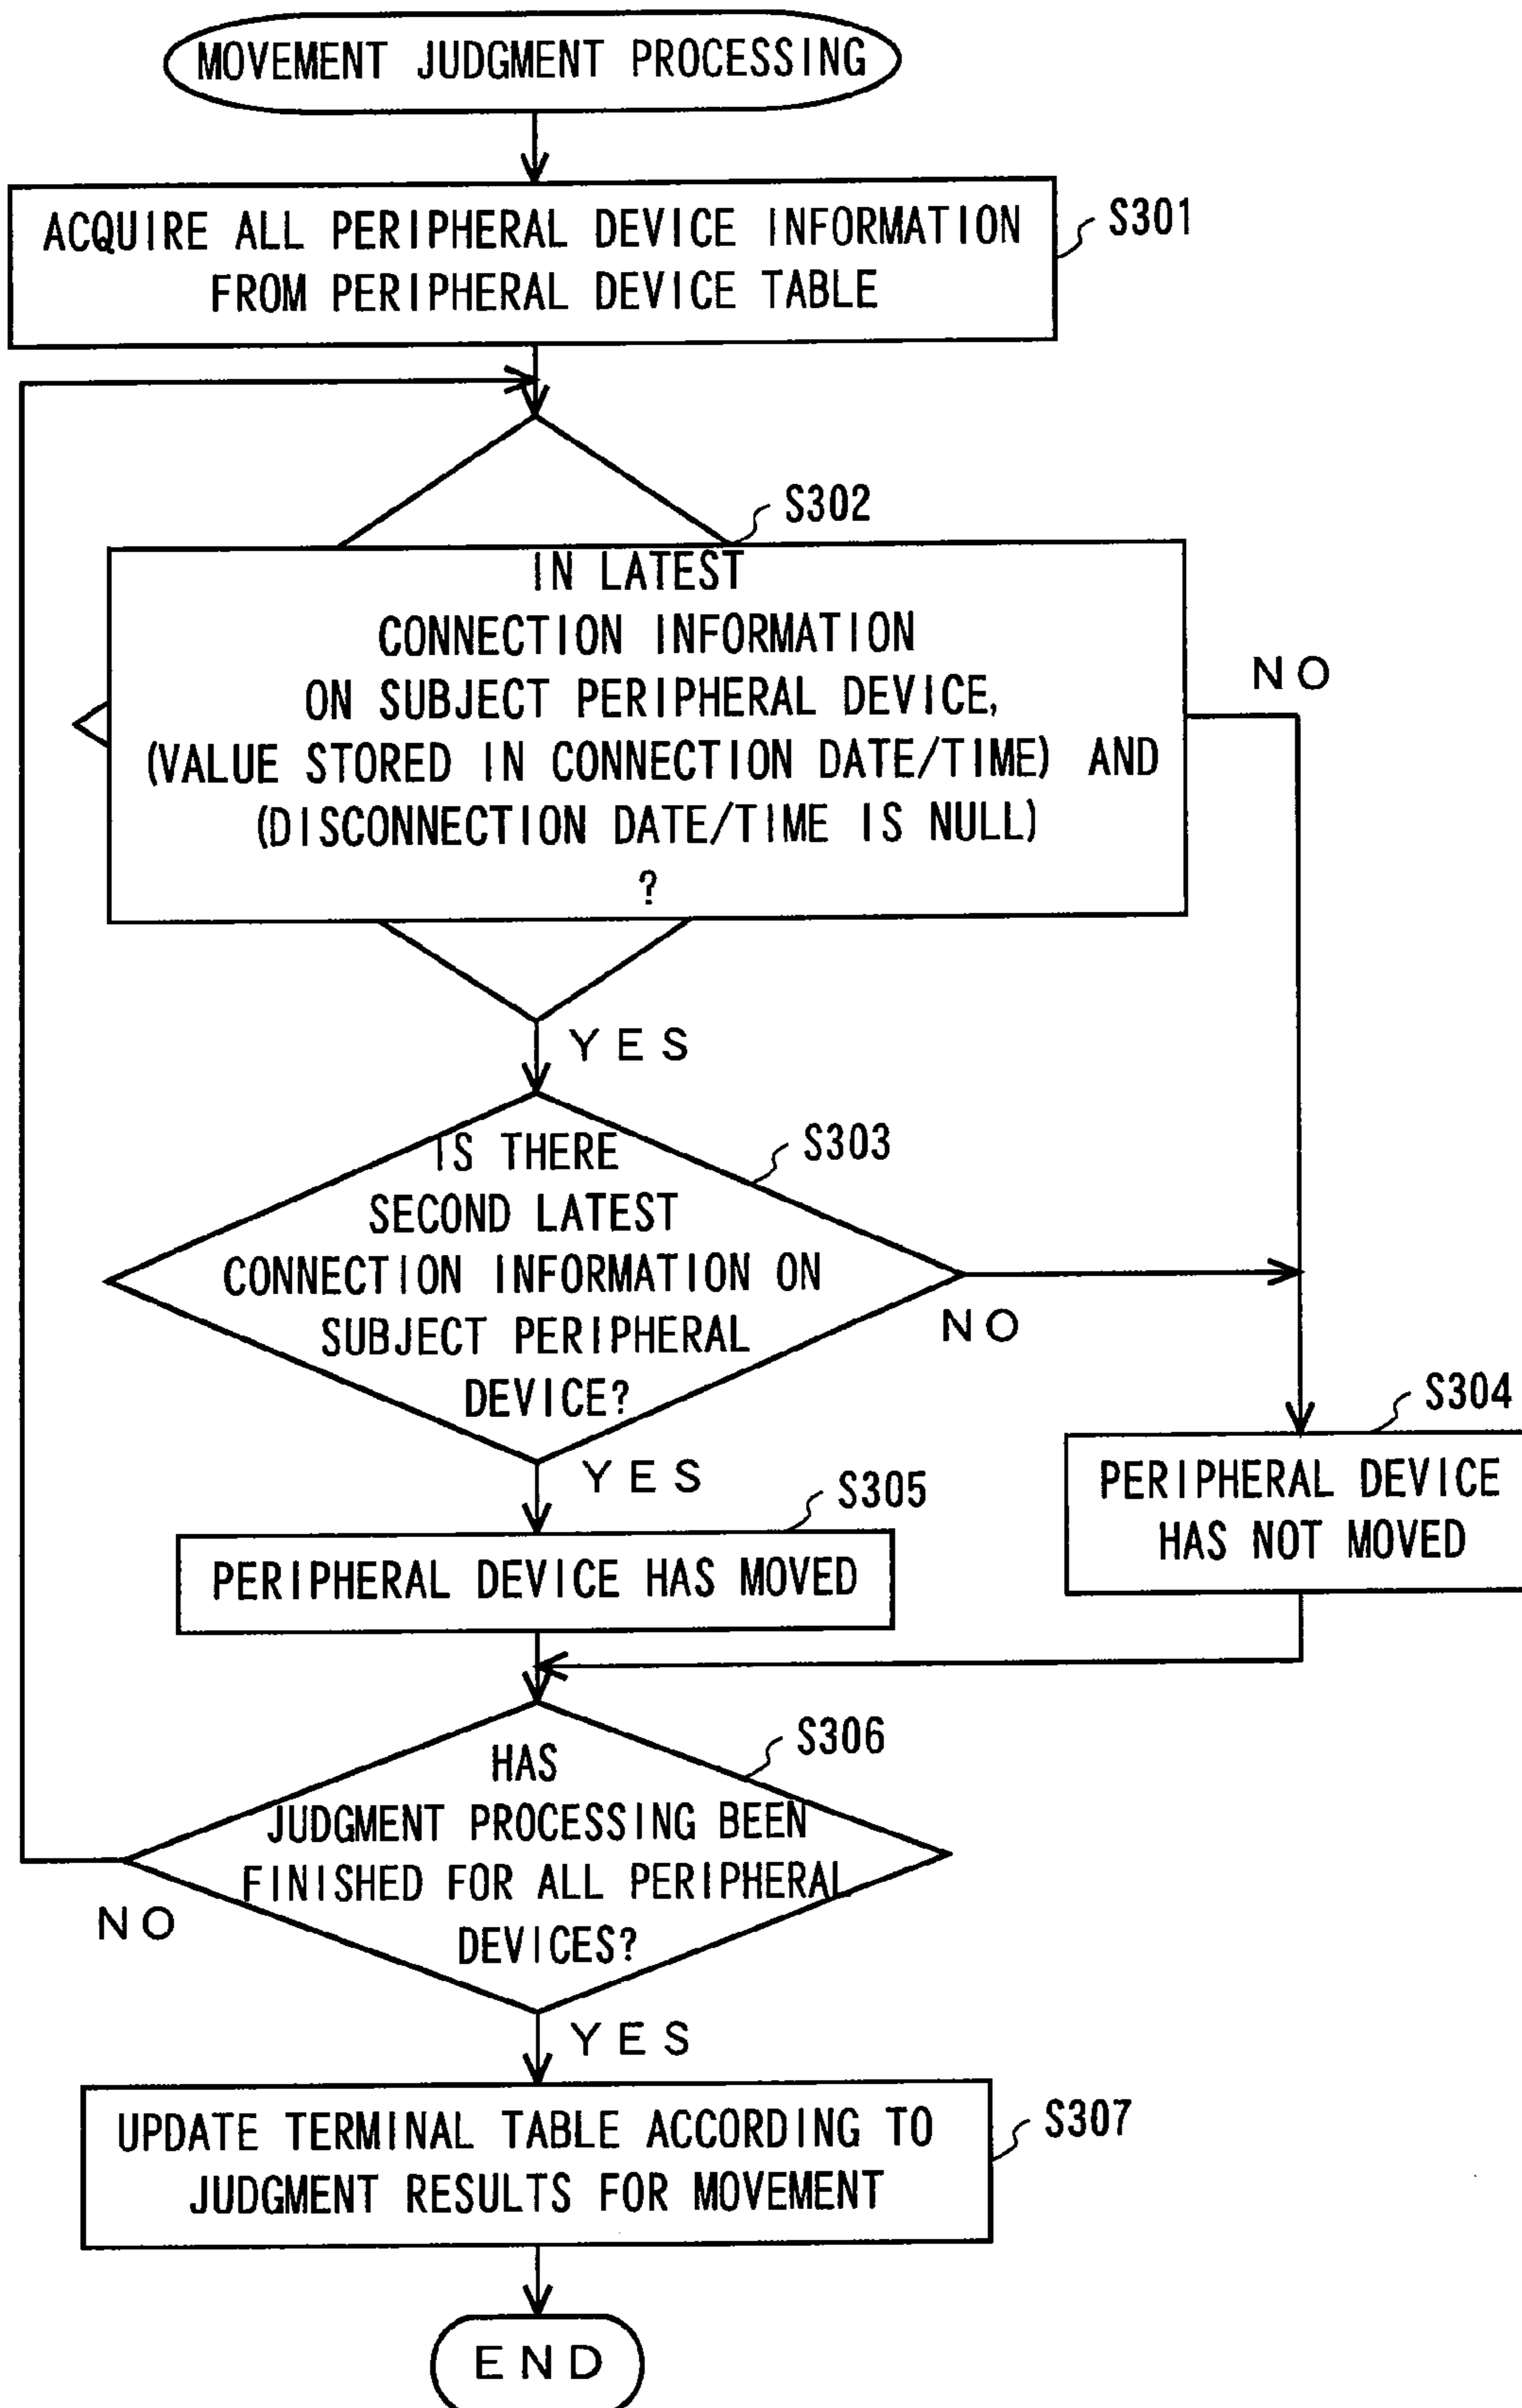 MOVEMENT JUDGMENT PROCESSING
ACQUIRE ALL PERIPHERAL DEVICE INFORMATION
FROM PERIPHERAL DEVICE TABLE
S301
S302
IN LATEST
CONNECTION INFORMATION
ON SUBJECT PERIPHERAL DEVICE,
(VALUE STORED IN CONNECTION DATE/TIME) AND
(DISCONNECTION DATE/TIME IS NULL)
?
NO
YES
S303
IS THERE
SECOND LATEST
CONNECTION INFORMATION ON
SUBJECT PERIPHERAL
DEVICE?
NO
YES
S304
PERIPHERAL DEVICE
HAS NOT MOVED
S305
PERIPHERAL DEVICE HAS MOVED
S306
HAS
JUDGMENT PROCESSING BEEN
FINISHED FOR ALL PERIPHERAL
DEVICES?
NO
YES
UPDATE TERMINAL TABLE ACCORDING TO
JUDGMENT RESULTS FOR MOVEMENT
S307
END